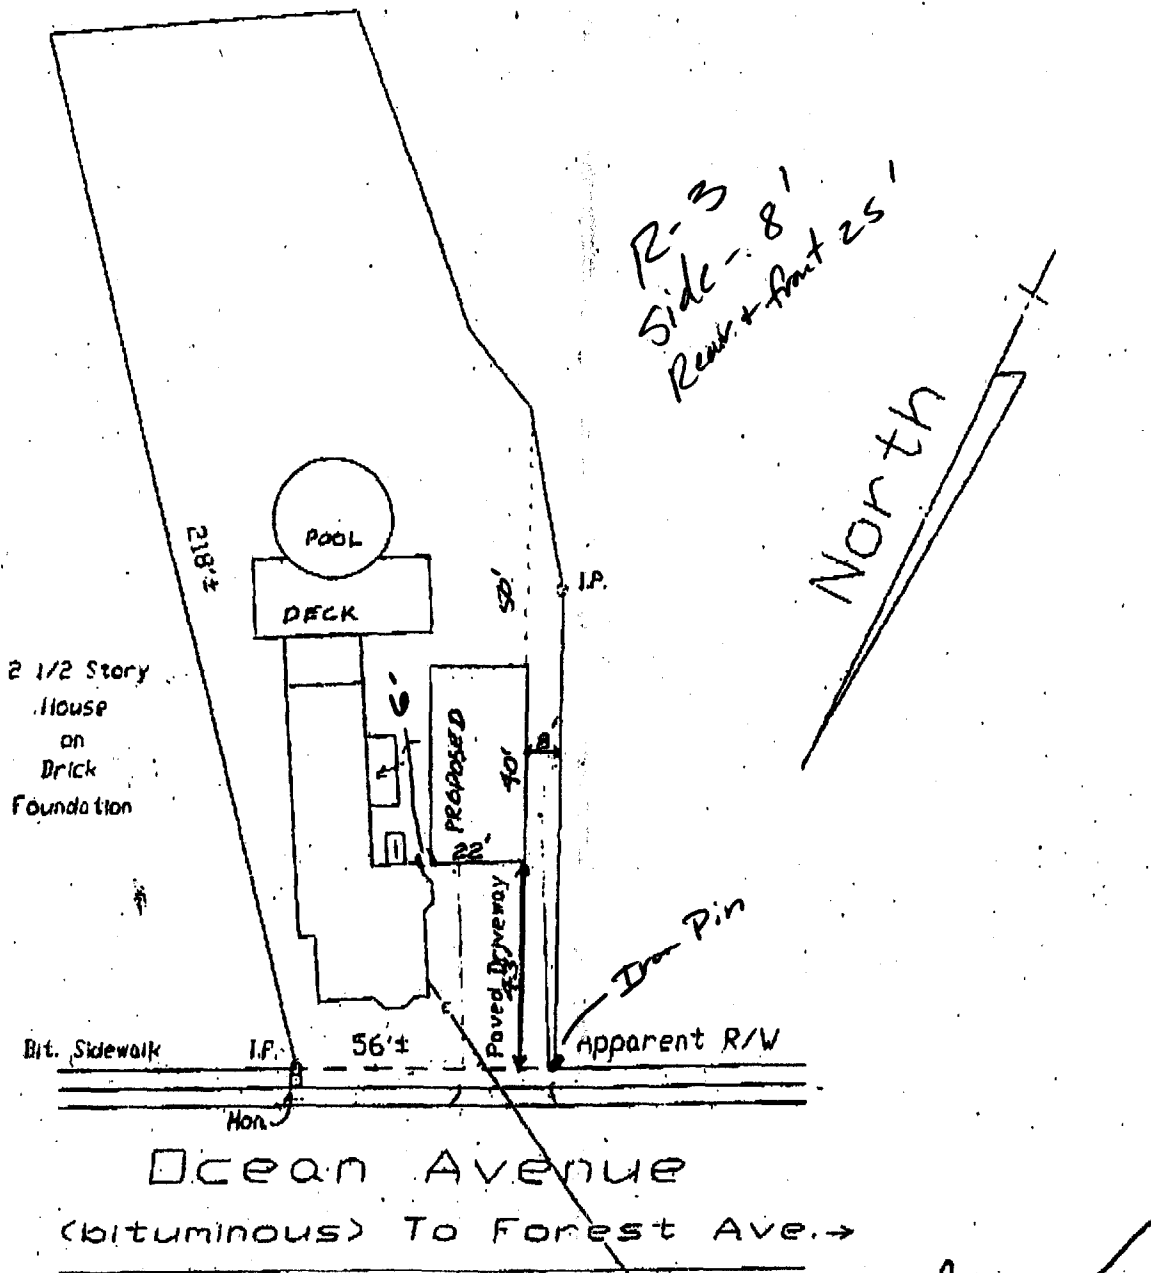 R-3
Side - 8'
Rear + front 25'
North
POOL
218'±
DECK
50'
I.P.
2 1/2 Story
House
on
Brick
Foundation
6'
PROPOSED
40'
8'
22'
Paved Driveway
43'
Iron Pin
Bit. Sidewalk
I.P.
56'±
Apparent R/W
Mon.
Ocean Avenue
(bituminous) To Forest Ave.→